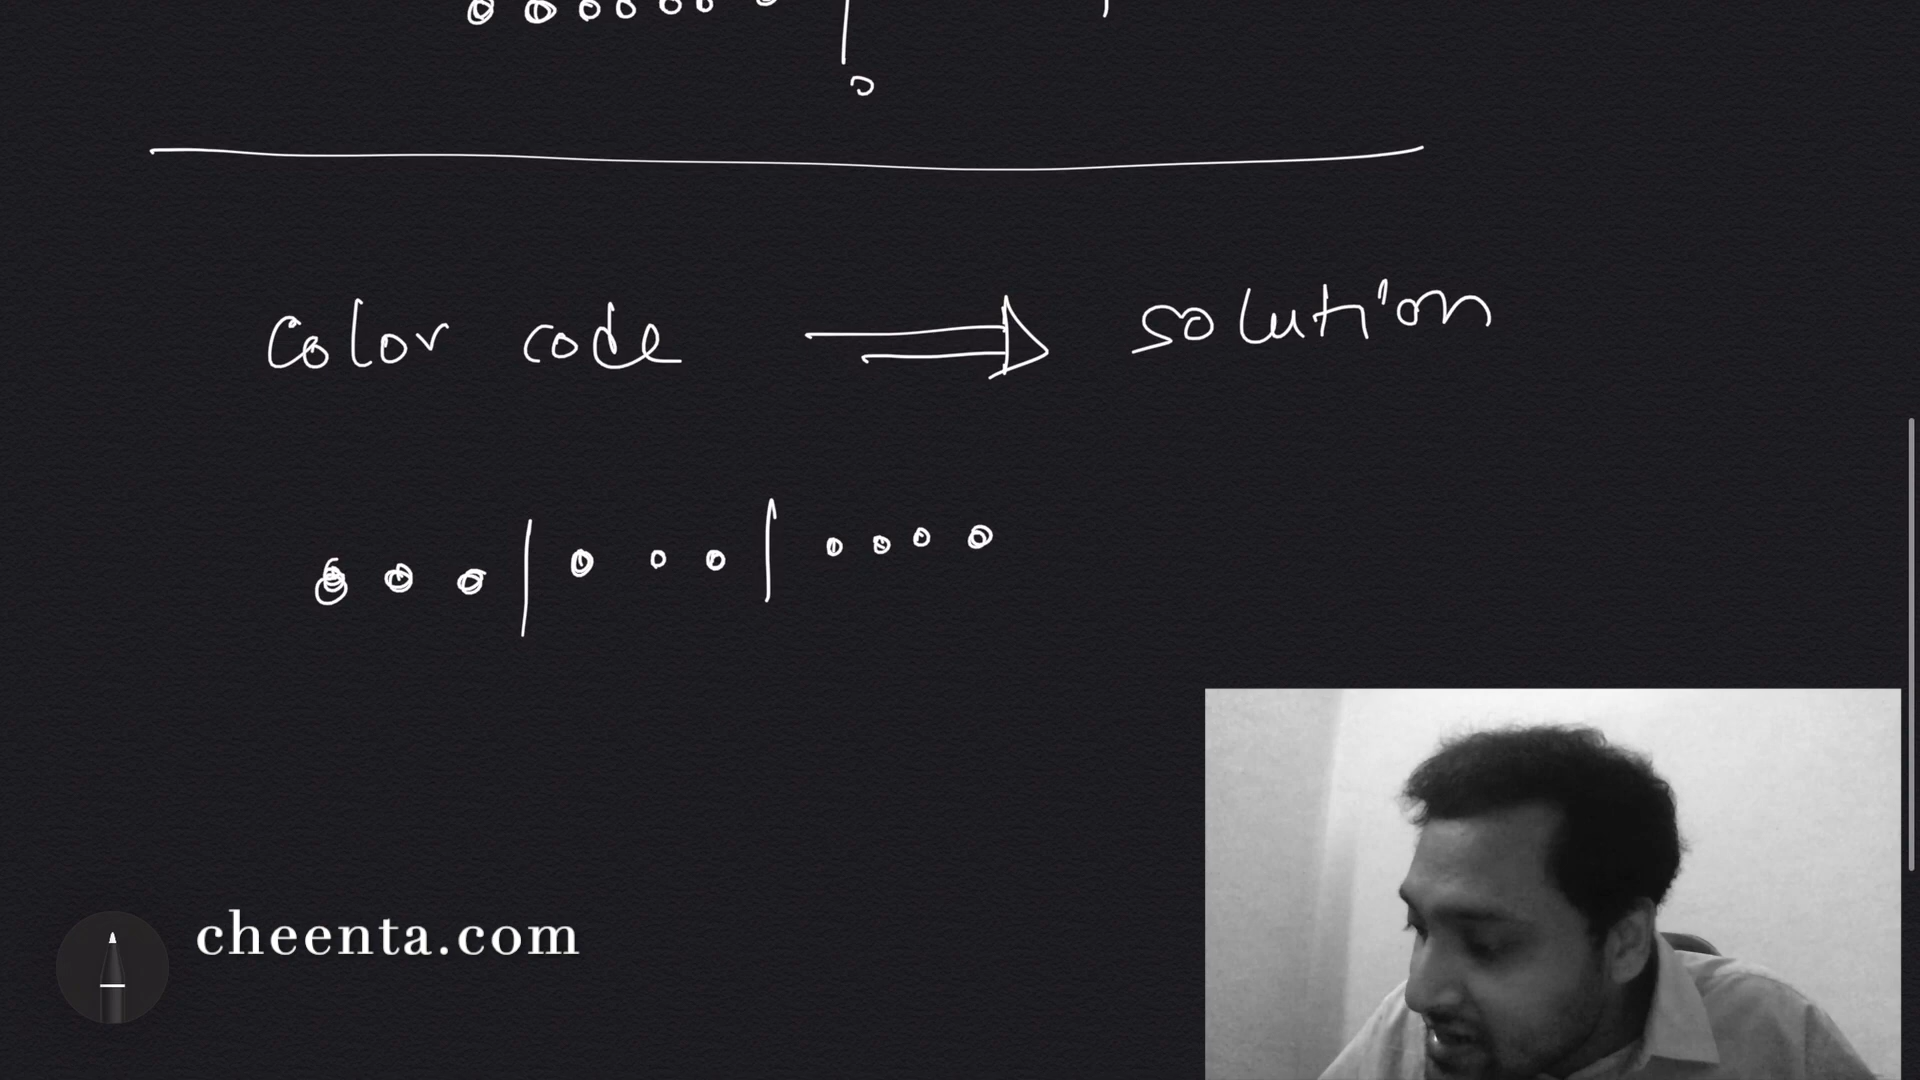 o
color code ⟹ solution
cheenta.com